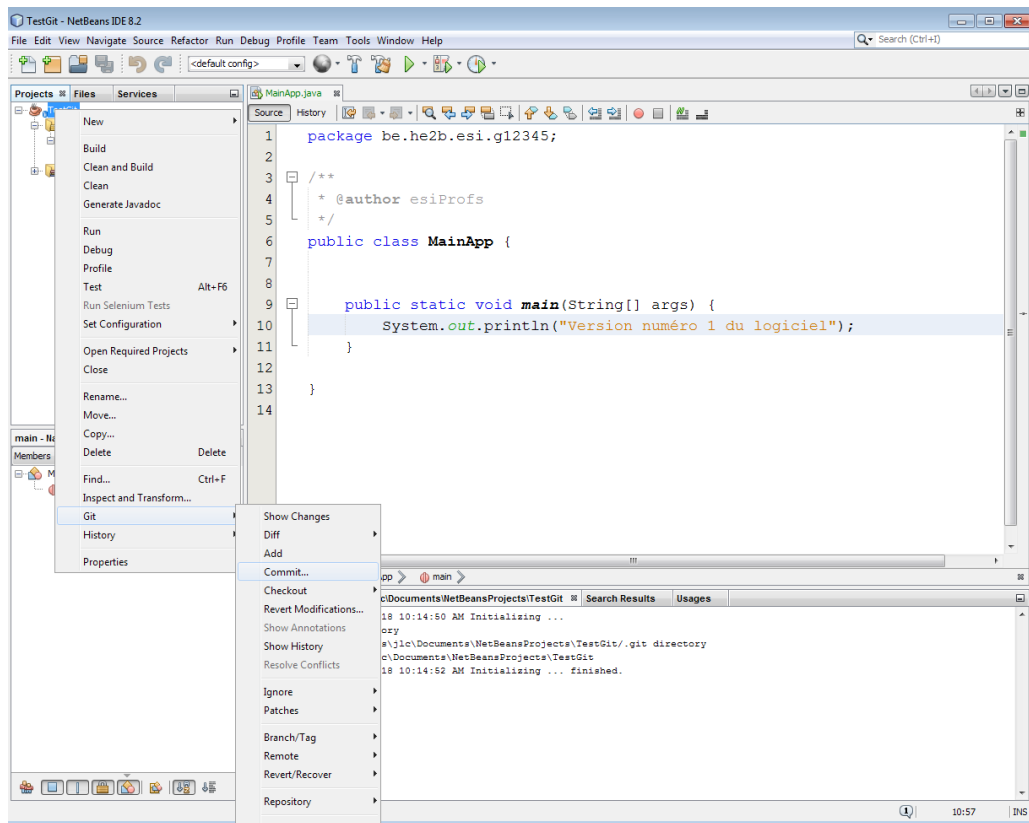 TestGit - NetBeans IDE 8.2
File Edit View Navigate Source Refactor Run Debug Profile Team Tools Window Help
Search (Ctrl+I)
<default config>
Projects Files Services
MainApp.java
TestGit
Source History
1 package be.he2b.esi.g12345;
2
3 /**
4 * @author esiProfs
5 */
6 public class MainApp {
7
8
9 public static void main(String[] args) {
10 System.out.println("Version numéro 1 du logiciel");
11 }
12
13 }
14
New
Build
Clean and Build
Clean
Generate Javadoc
Run
Debug
Profile
Test Alt+F6
Run Selenium Tests
Set Configuration
Open Required Projects
Close
Rename...
Move...
Copy...
Delete Delete
Find... Ctrl+F
Inspect and Transform...
Git
History
Properties
main - Na
Members
M
Show Changes
Diff
Add
Commit...
Checkout
Revert Modifications...
Show Annotations
Show History
Resolve Conflicts
Ignore
Patches
Branch/Tag
Remote
Revert/Recover
Repository
pp main
c\Documents\NetBeansProjects\TestGit Search Results Usages
18 10:14:50 AM Initializing ...
ory
s\jlc\Documents\NetBeansProjects\TestGit/.git directory
c\Documents\NetBeansProjects\TestGit
18 10:14:52 AM Initializing ... finished.
1 10:57 INS